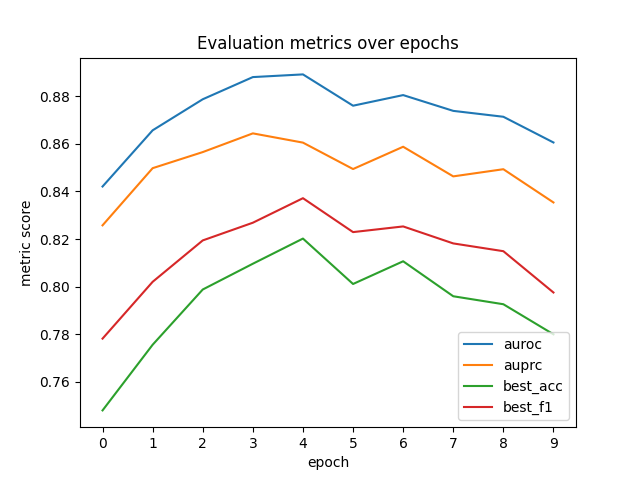 Evaluation metrics over epochs
metric score
0.88
0.86
0.84
0.82
0.80
0.78
0.76
0 1 2 3 4 5 6 7 8 9
epoch
auroc
auprc
best_acc
best_f1